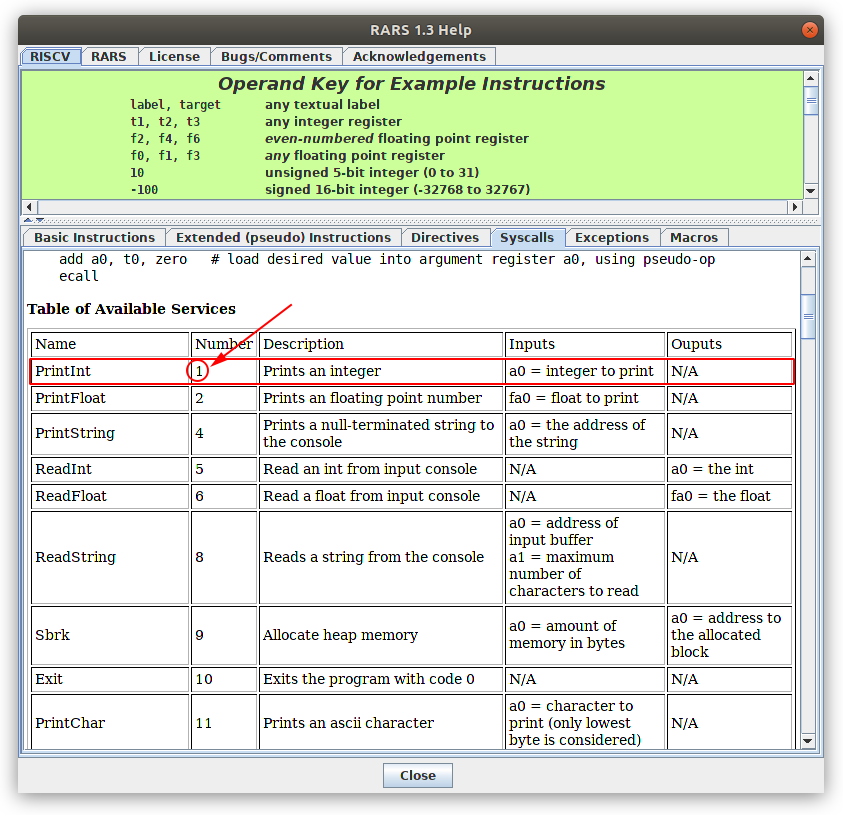 RARS 1.3 Help
RISCV RARS License Bugs/Comments Acknowledgements
Operand Key for Example Instructions
label, target any textual label
t1, t2, t3 any integer register
f2, f4, f6 even-numbered floating point register
f0, f1, f3 any floating point register
10 unsigned 5-bit integer (0 to 31)
-100 signed 16-bit integer (-32768 to 32767)
Basic Instructions Extended (pseudo) Instructions Directives Syscalls Exceptions Macros
add a0, t0, zero # load desired value into argument register a0, using pseudo-op
ecall
Table of Available Services
Name Number Description Inputs Ouputs
PrintInt 1 Prints an integer a0 = integer to print N/A
PrintFloat 2 Prints an floating point number fa0 = float to print N/A
PrintString 4 Prints a null-terminated string to
the console
a0 = the address of
the string
N/A
ReadInt 5 Read an int from input console N/A a0 = the int
ReadFloat 6 Read a float from input console N/A fa0 = the float
ReadString 8 Reads a string from the console
a0 = address of
input buffer
a1 = maximum
number of
characters to read
N/A
Sbrk 9 Allocate heap memory
a0 = amount of
memory in bytes
a0 = address to
the allocated
block
Exit 10 Exits the program with code 0 N/A N/A
PrintChar 11 Prints an ascii character
a0 = character to
print (only lowest
byte is considered)
N/A
Close